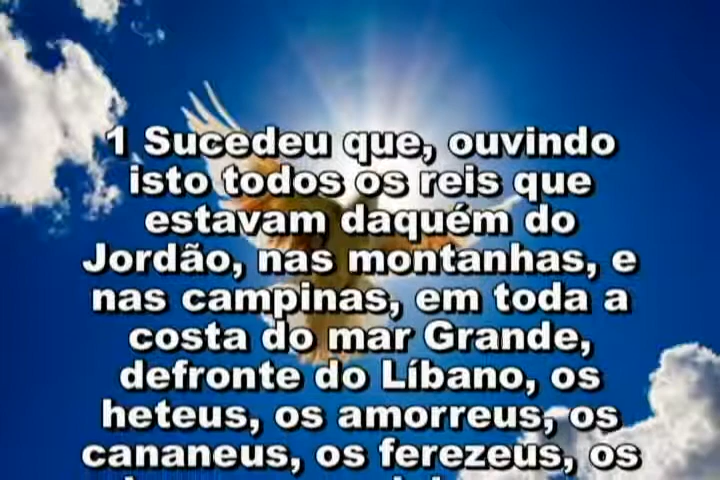 1 Sucedeu que, ouvindo
isto todos os reis que
estavam daquém do
Jordão, nas montanhas, e
nas campinas, em toda a
costa do mar Grande,
defronte do Líbano, os
heteus, os amorreus, os
cananeus, os ferezeus, os